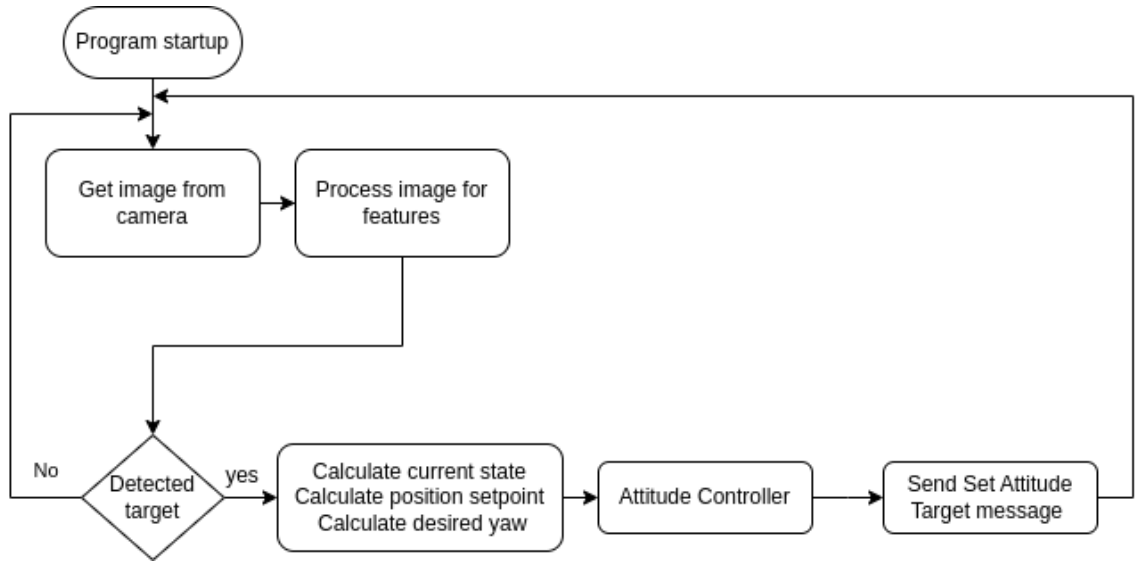 Program startup
Get image from
camera
Process image for
features
No
Detected
target
yes
Calculate current state
Calculate position setpoint
Calculate desired yaw
Attitude Controller
Send Set Attitude
Target message